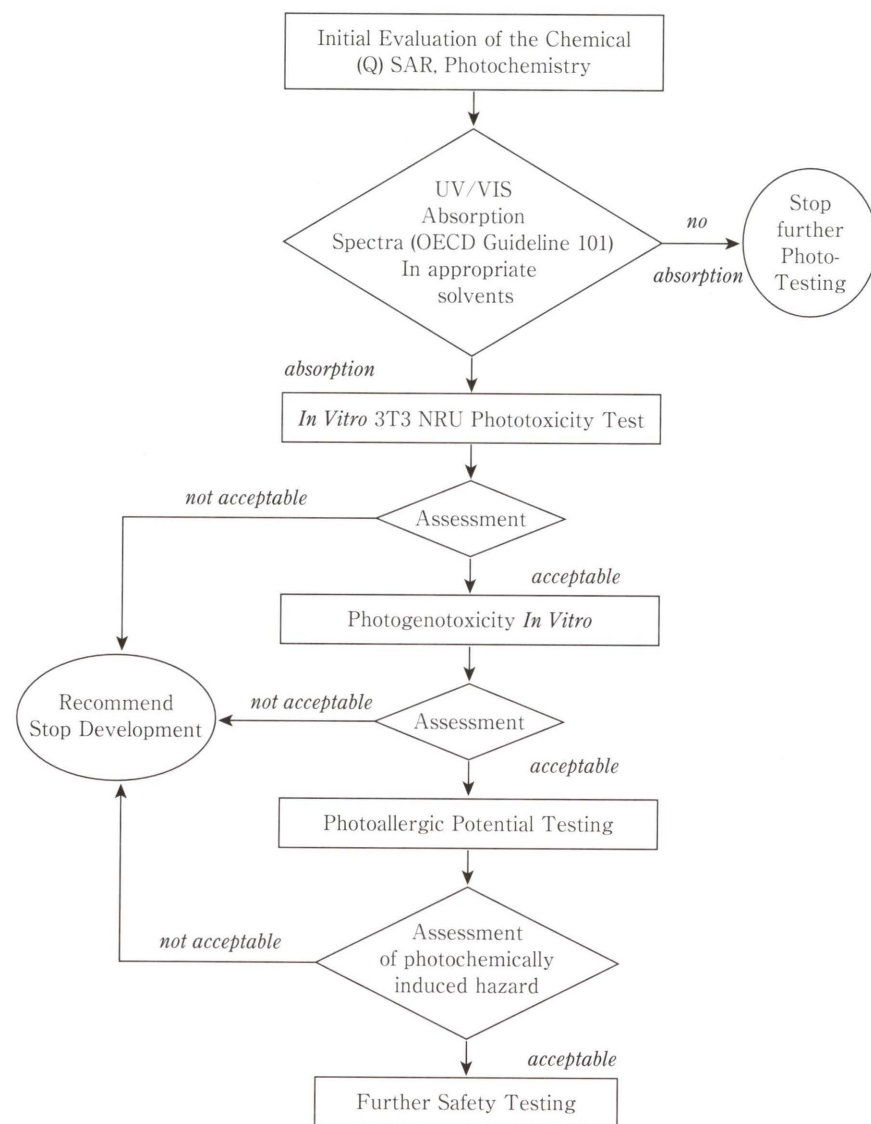 Initial Evaluation of the Chemical
(Q) SAR, Photochemistry
UV/VIS
Absorption
Spectra (OECD Guideline 101)
In appropriate
solvents
no
absorption
Stop
further
Photo-
Testing
absorption
In Vitro 3T3 NRU Phototoxicity Test
not acceptable
Assessment
acceptable
Photogenotoxicity In Vitro
Recommend
Stop Development
not acceptable
Assessment
acceptable
Photoallergic Potential Testing
not acceptable
Assessment
of photochemically
induced hazard
acceptable
Further Safety Testing